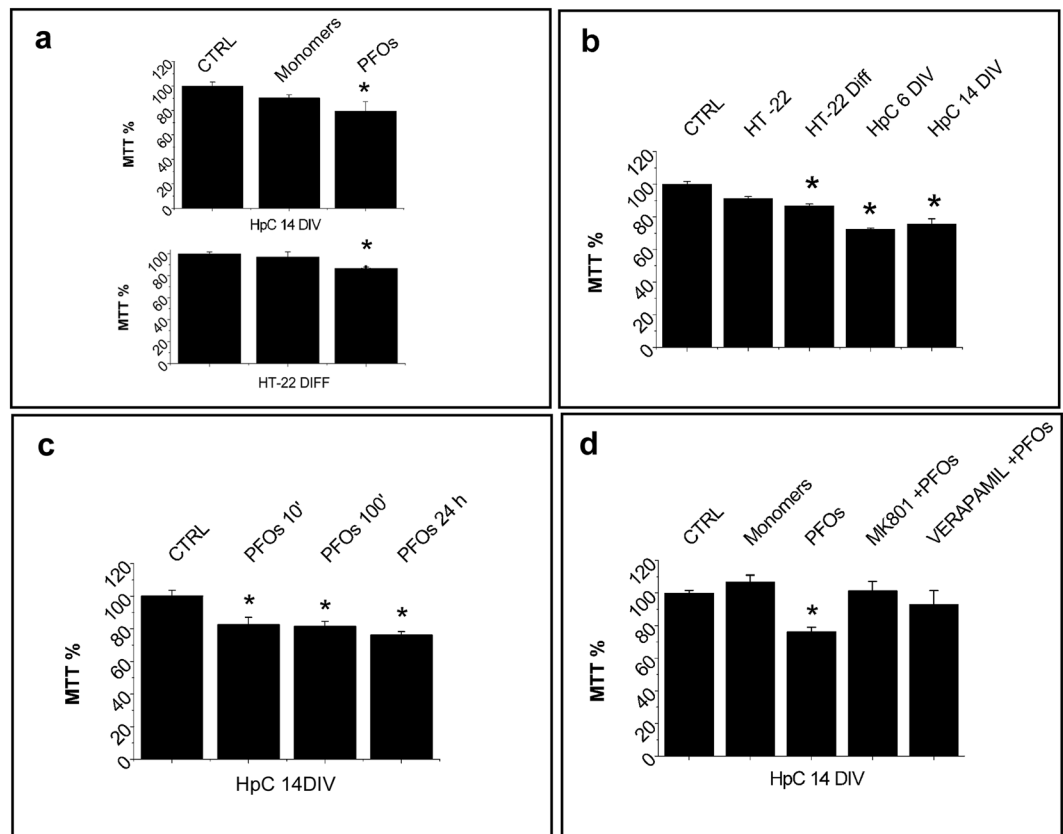 a
CTRL
Monomers
PFOs
MTT %
120
100
80
60
40
20
0
*
HpC 14 DIV
MTT %
100
80
60
40
20
0
*
HT-22 DIFF
b
CTRL
HT -22
HT-22 Diff
HpC 6 DIV
HpC 14 DIV
MTT %
120
100
80
60
40
20
0
* * *
c
CTRL
PFOs 10'
PFOs 100'
PFOs 24 h
MTT %
120
100
80
60
40
20
0
* * *
HpC 14DIV
d
CTRL
Monomers
PFOs
MK801 +PFOs
VERAPAMIL +PFOs
MTT %
120
100
80
60
40
20
0
*
HpC 14 DIV